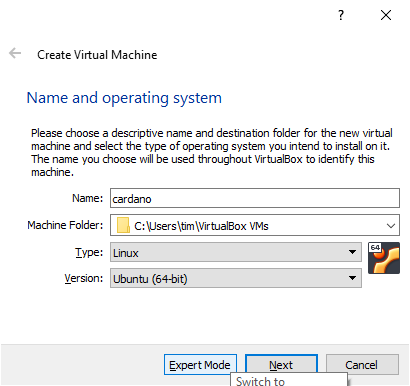 ?
Create Virtual Machine
Name and operating system
Please choose a descriptive name and destination folder for the new virtual
machine and select the type of operating system you intend to install on it.
The name you choose will be used throughout VirtualBox to identify this
machine.
Name: cardano
Machine Folder: C:\Users\tim\VirtualBox VMs
Type: Linux
64
Version: Ubuntu (64-bit)
Expert Mode Next Cancel
Switch to